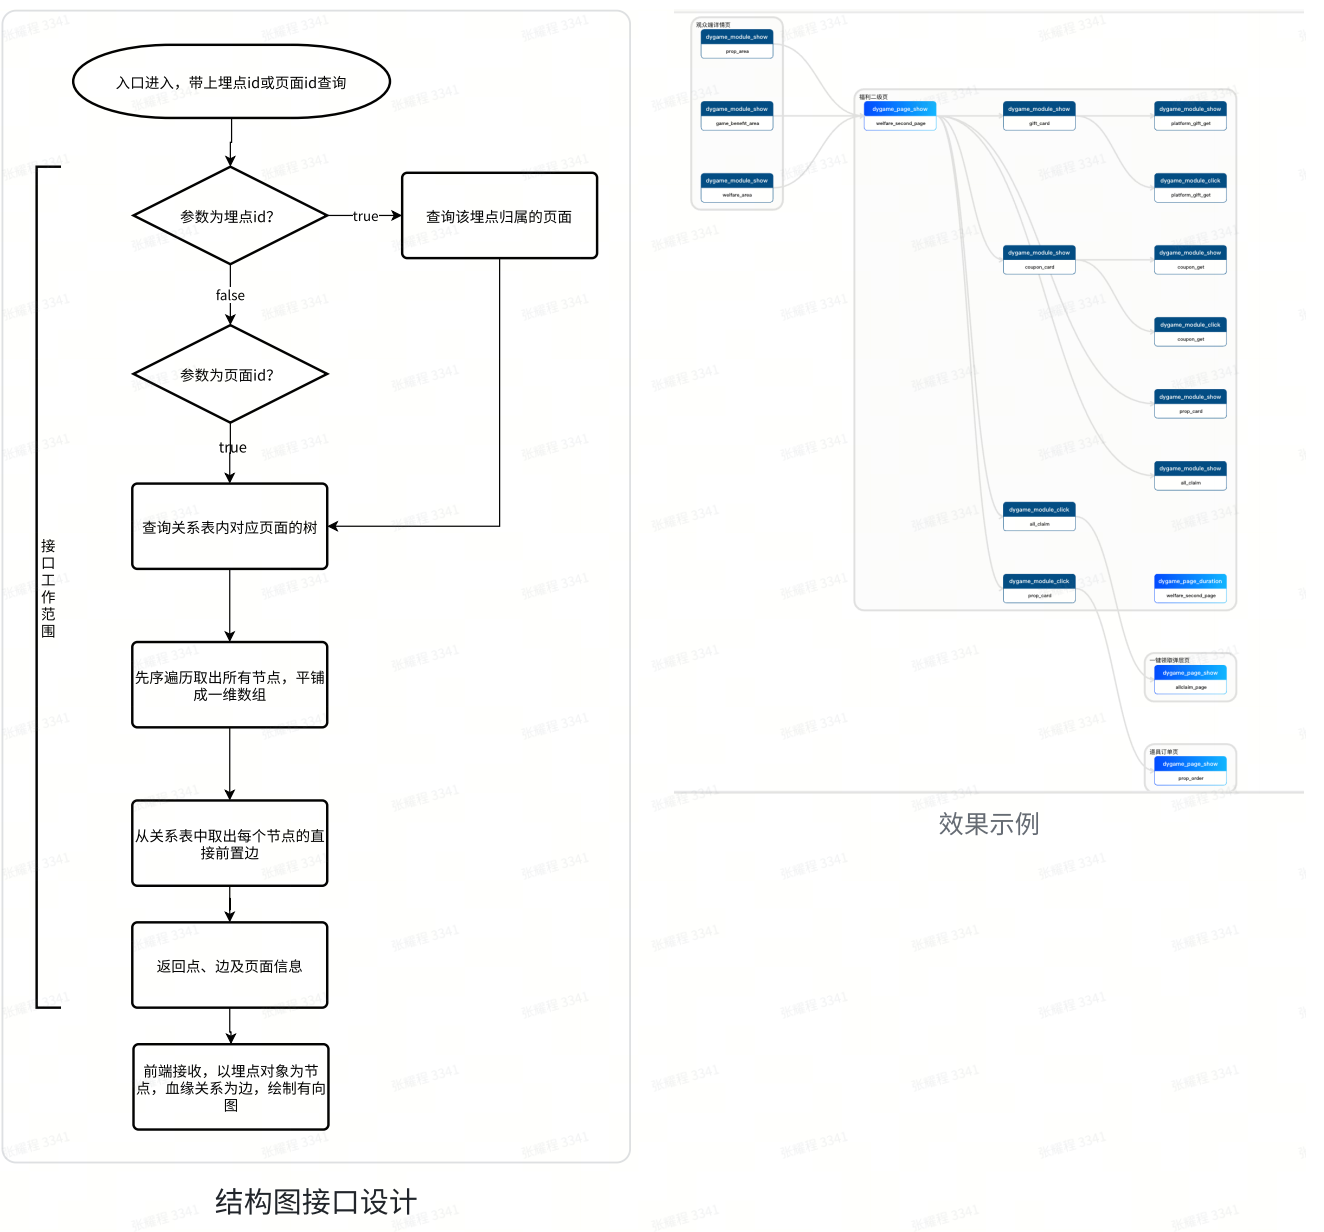 入口进入，带上埋点id或页面id查询
参数为埋点id？
true
查询该埋点归属的页面
false
参数为页面id？
true
查询关系表内对应页面的树
先序遍历取出所有节点，平铺
成一维数组
从关系表中取出每个节点的直
接前置边
返回点、边及页面信息
前端接收，以埋点对象为节
点，血缘关系为边，绘制有向
图
接
口
工
作
范
围
结构图接口设计
观众端详情页
dygame_module_show
prop_area
dygame_module_show
game_benefit_area
dygame_module_show
welfare_area
福利二级页
dygame_page_show
welfare_second_page
dygame_module_show
gift_card
dygame_module_show
platform_gift_get
dygame_module_click
platform_gift_get
dygame_module_show
coupon_card
dygame_module_show
coupon_get
dygame_module_click
coupon_get
dygame_module_show
prop_card
dygame_module_show
all_claim
dygame_module_click
all_claim
dygame_module_click
prop_card
dygame_page_duration
welfare_second_page
一键领取弹层页
dygame_page_show
allclaim_page
道具订单页
dygame_page_show
prop_order
效果示例
张耀程 3341